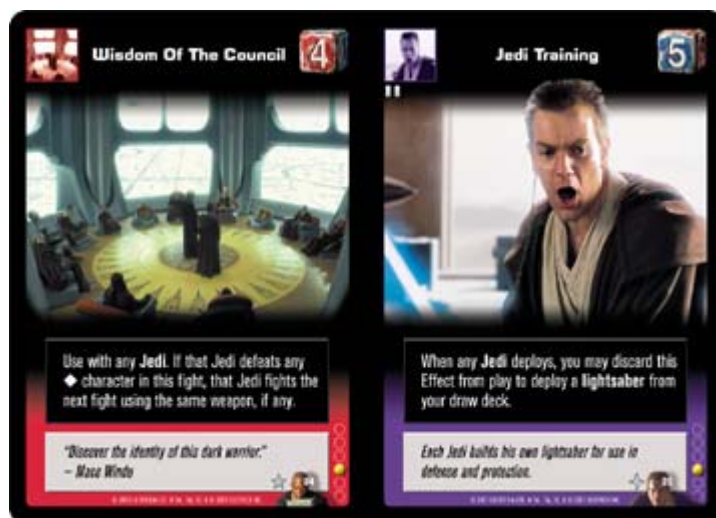 Wisdom Of The Council
4
Use with any Jedi. If that Jedi defeats any
◆ character in this fight, that Jedi fights the
next fight using the same weapon, if any.
"Discover the identity of this dark warrior."
– Mace Windu
Jedi Training
5
When any Jedi deploys, you may discard this
Effect from play to deploy a lightsaber from
your draw deck.
Each Jedi builds his own lightsaber for use in
defense and protection.